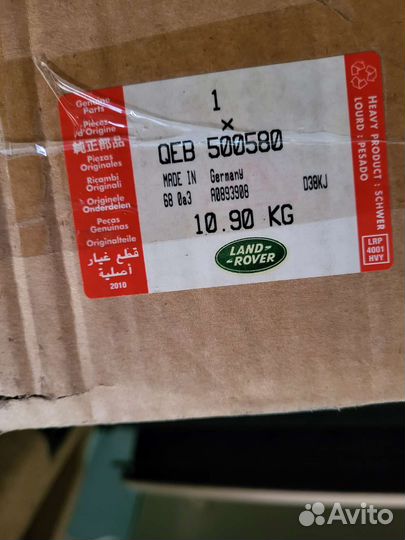 Genuine
Parts
Pièces
d'Origine
純正部品
Piezas
Originales
Ricambi
Originali
Originele
Onderdelen
Peças
Genuinas
Originalteile
قطع غيار
أصلية
2010
1
x
QEB 500580
MADE IN Germany
68 0a3 A0893908 D38KJ
10.90 KG
LAND-
-ROVER
HEAVY PRODUCT : SCHWER
LOURD : PESADO
LRP
4001
HVY
Avito